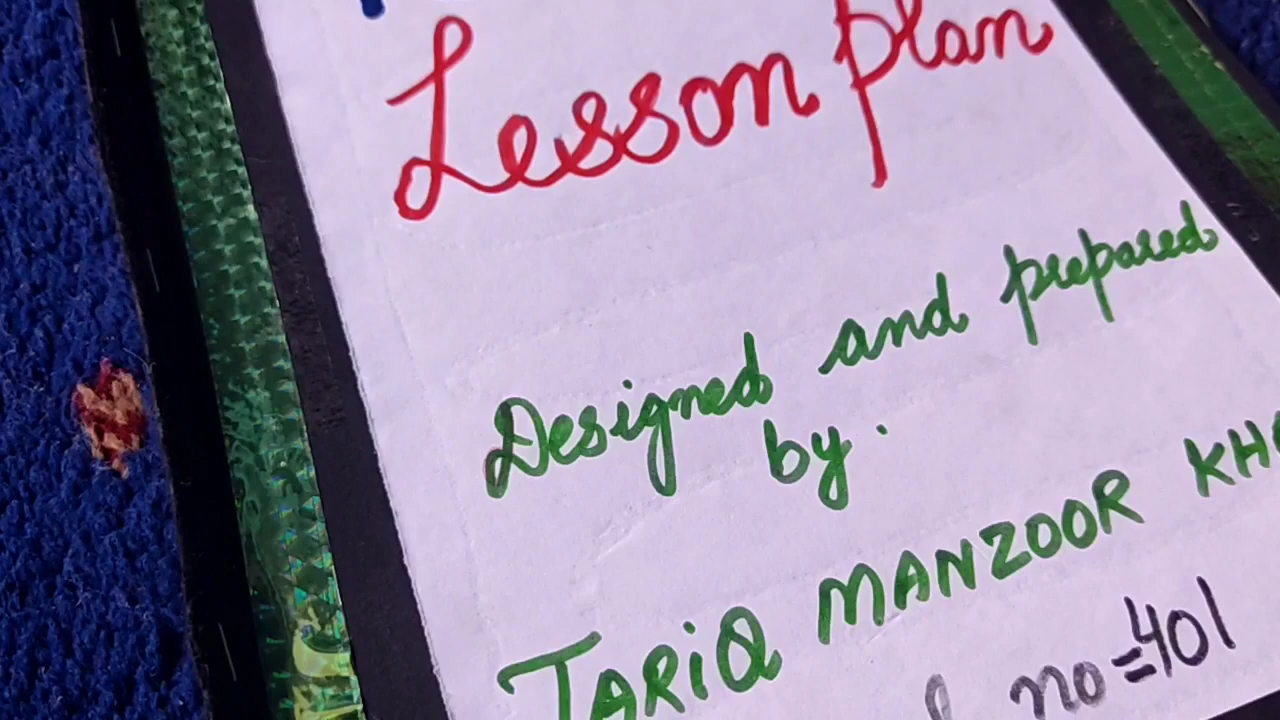 Lesson plan
Designed and prepared
by.
TARiQ MANZOOR
no=401